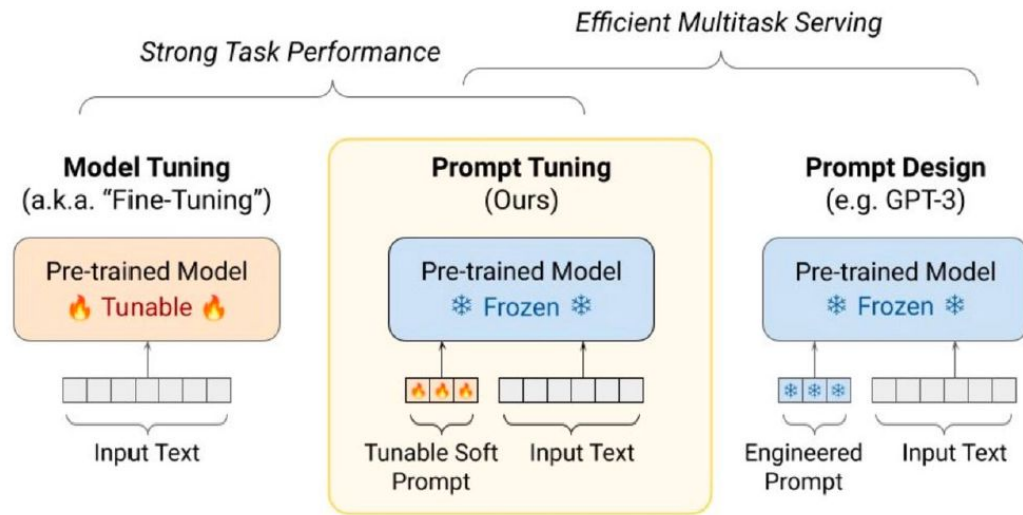 Efficient Multitask Serving
Strong Task Performance
Model Tuning
(a.k.a. “Fine-Tuning”)
Pre-trained Model
🔥 Tunable 🔥
Input Text
Prompt Tuning
(Ours)
Pre-trained Model
❄ Frozen ❄
Tunable Soft
Prompt
Input Text
Prompt Design
(e.g. GPT-3)
Pre-trained Model
❄ Frozen ❄
Engineered
Prompt
Input Text